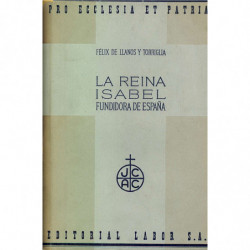 PRO ECCLESIA ET PATRIA
FÉLIX DE LLANOS Y TORRIGLIA
LA REINA
ISABEL
FUNDIDORA DE ESPAÑA
J C
A C
EDITORIAL LABOR S.A.